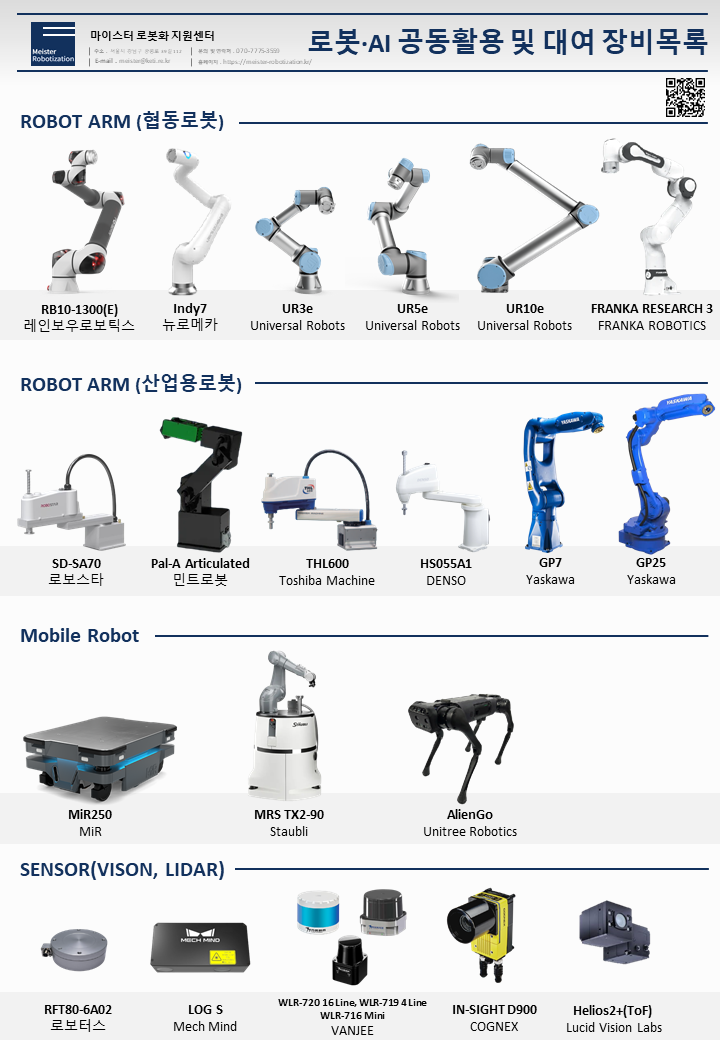 Meister
Robotization
마이스터 로봇화 지원센터
주소 .
문의 및 연락처 . 070-7775-3559
E-mail . meister@keti.re.kr
홈페이지 . https://meister-robotization.kr/
로봇·AI 공동활용 및 대여 장비목록
ROBOT ARM (협동로봇)
RB10-1300(E)
레인보우로보틱스
Indy7
뉴로메카
UR3e
Universal Robots
UR5e
Universal Robots
UR10e
Universal Robots
FRANKA RESEARCH 3
FRANKA ROBOTICS
ROBOT ARM (산업용로봇)
YASKAWA
YASKAWA
SD-SA70
로보스타
Pal-A Articulated
민트로봇
THL600
Toshiba Machine
HS055A1
DENSO
GP7
Yaskawa
GP25
Yaskawa
Mobile Robot
MiR250
MiR
MRS TX2-90
Staubli
AlienGo
Unitree Robotics
SENSOR(VISON, LIDAR)
MECH MIND
RFT80-6A02
로보터스
LOG S
Mech Mind
WLR-720 16 Line, WLR-719 4 Line
WLR-716 Mini
VANJEE
IN-SIGHT D900
COGNEX
Helios2+(ToF)
Lucid Vision Labs